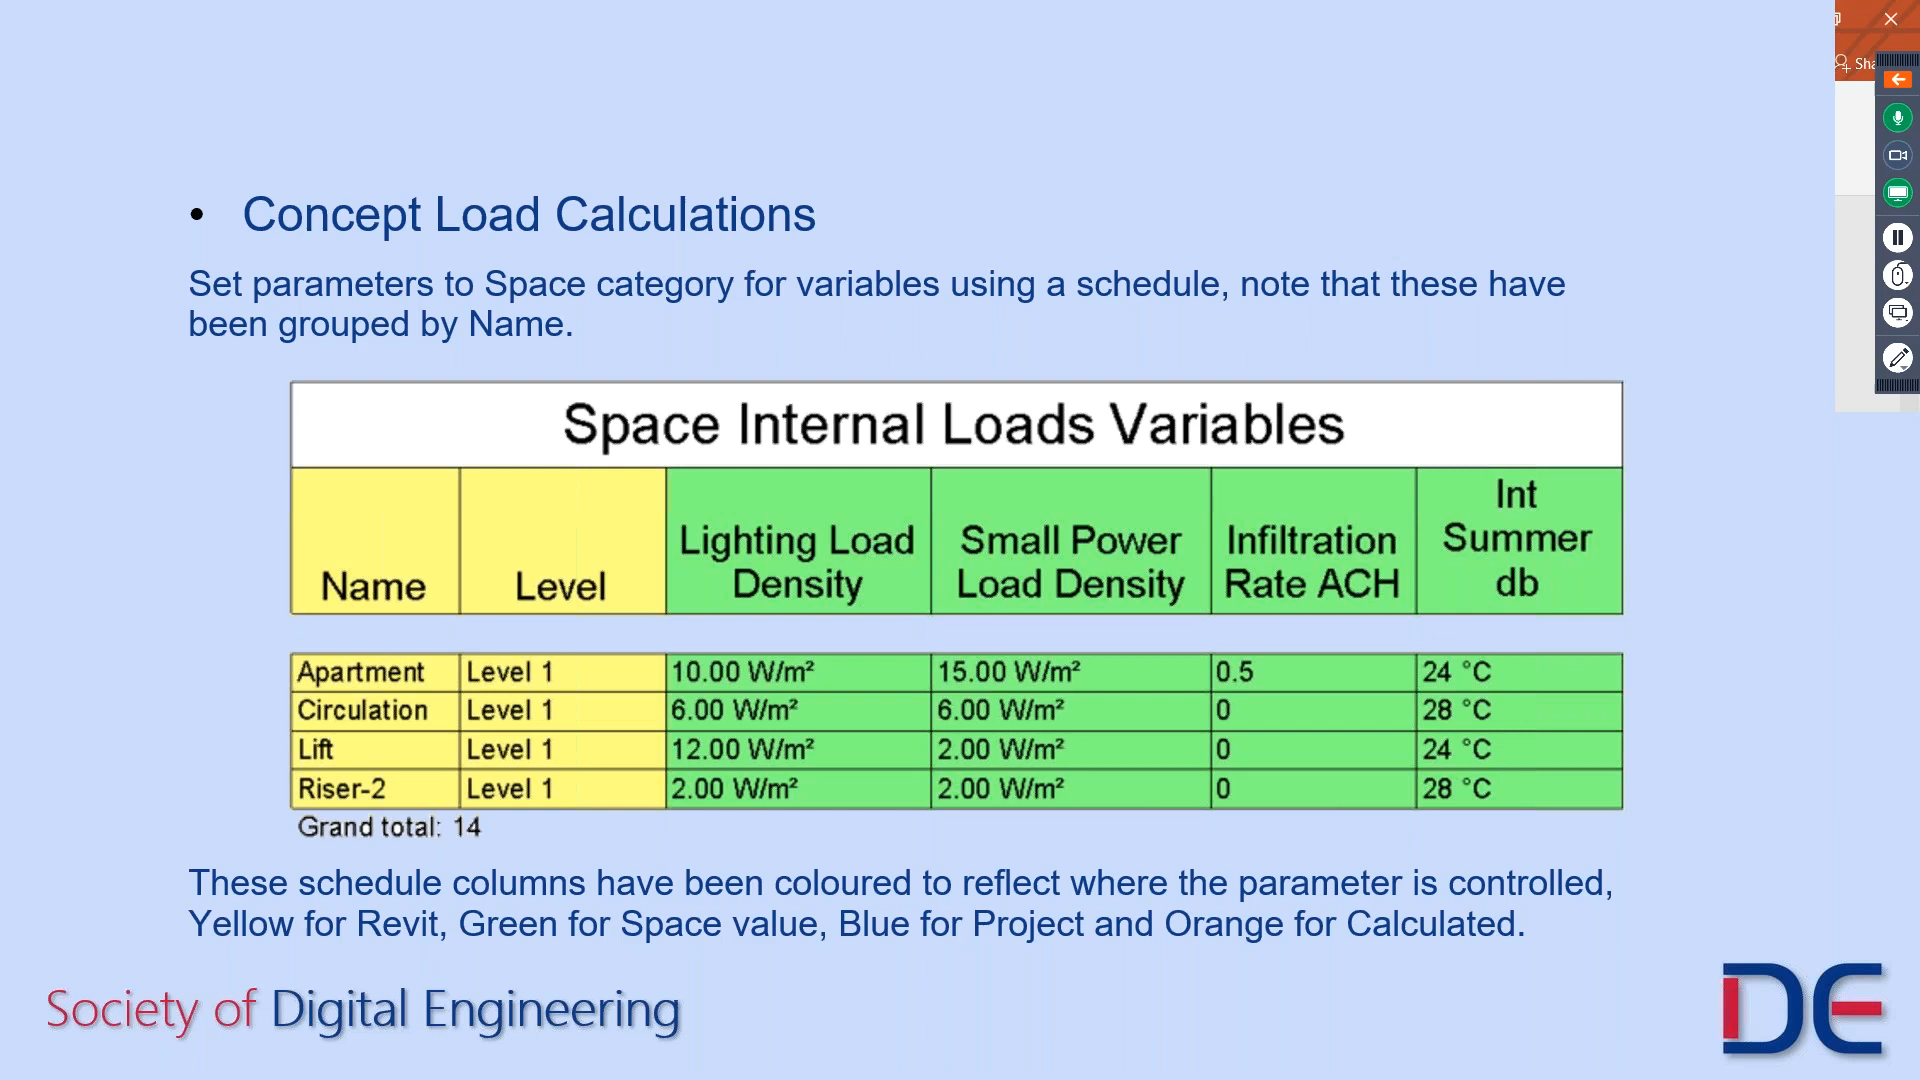 • Concept Load Calculations
Set parameters to Space category for variables using a schedule, note that these have
been grouped by Name.
Space Internal Loads Variables
Name Level Lighting Load Density Small Power Load Density Infiltration Rate ACH Int Summer db
Apartment Level 1 10.00 W/m² 15.00 W/m² 0.5 24 °C
Circulation Level 1 6.00 W/m² 6.00 W/m² 0 28 °C
Lift Level 1 12.00 W/m² 2.00 W/m² 0 24 °C
Riser-2 Level 1 2.00 W/m² 2.00 W/m² 0 28 °C
Grand total: 14
These schedule columns have been coloured to reflect where the parameter is controlled,
Yellow for Revit, Green for Space value, Blue for Project and Orange for Calculated.
Society of Digital Engineering
DE